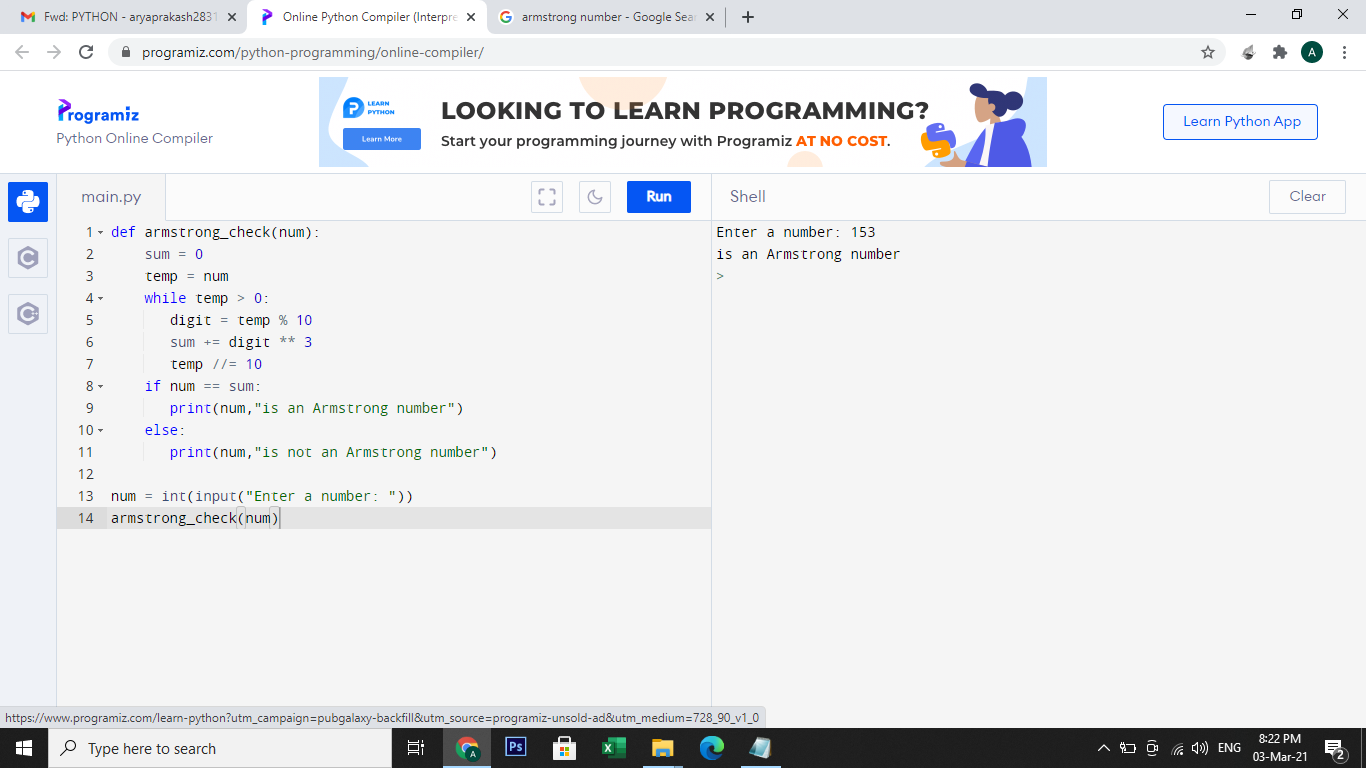 Fwd: PYTHON - aryaprakash2831
Online Python Compiler (Interpre
armstrong number - Google Sear
programiz.com/python-programming/online-compiler/
A
Programiz
Python Online Compiler
LEARN
PYTHON
Learn More
LOOKING TO LEARN PROGRAMMING?
Start your programming journey with Programiz AT NO COST.
Learn Python App
main.py
Run
Shell
Clear
1 def armstrong_check(num):
2 sum = 0
3 temp = num
4 while temp > 0:
5 digit = temp % 10
6 sum += digit ** 3
7 temp //= 10
8 if num == sum:
9 print(num,"is an Armstrong number")
10 else:
11 print(num,"is not an Armstrong number")
12
13 num = int(input("Enter a number: "))
14 armstrong_check(num)
Enter a number: 153
is an Armstrong number
>
https://www.programiz.com/learn-python?utm_campaign=pubgalaxy-backfill&utm_source=programiz-unsold-ad&utm_medium=728_90_v1_0
Type here to search
A
Ps
ENG
8:22 PM
03-Mar-21
2